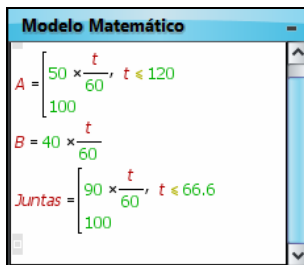 Modelo Matemático
A = [ 50 × t/60, t ≤ 120
100
B = 40 × t/60
Juntas = [ 90 × t/60, t ≤ 66.6
100